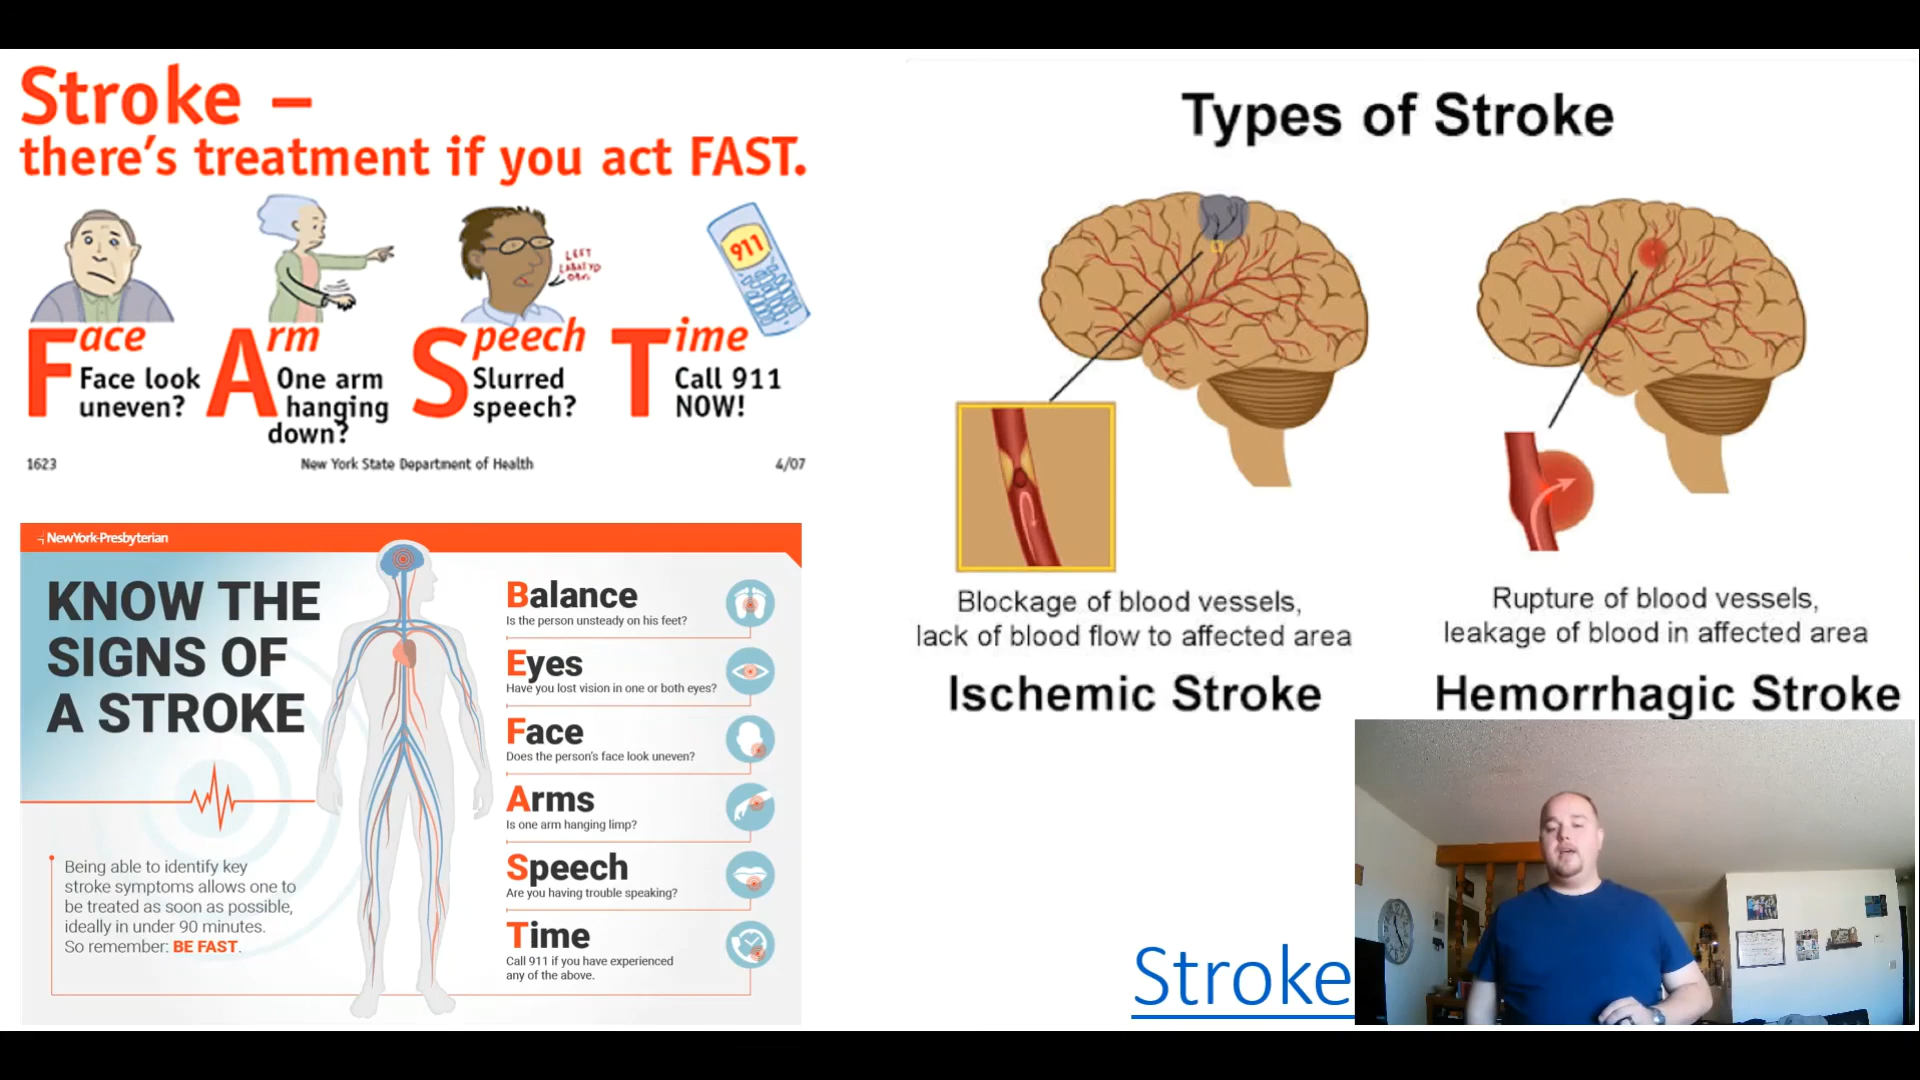 Stroke –
there's treatment if you act FAST.
911
Face
Face look
uneven?
Arm
One arm
hanging
down?
Speech
Slurred
speech?
Time
Call 911
NOW!
1623
New York State Department of Health
4/07
NewYork-Presbyterian
KNOW THE
SIGNS OF
A STROKE
Being able to identify key
stroke symptoms allows one to
be treated as soon as possible,
ideally in under 90 minutes.
So remember: BE FAST.
Balance
Is the person unsteady on his feet?
Eyes
Have you lost vision in one or both eyes?
Face
Does the person's face look uneven?
Arms
Is one arm hanging limp?
Speech
Are you having trouble speaking?
Time
Call 911 if you have experienced
any of the above.
Types of Stroke
Blockage of blood vessels,
lack of blood flow to affected area
Ischemic Stroke
Rupture of blood vessels,
leakage of blood in affected area
Hemorrhagic Stroke
Stroke